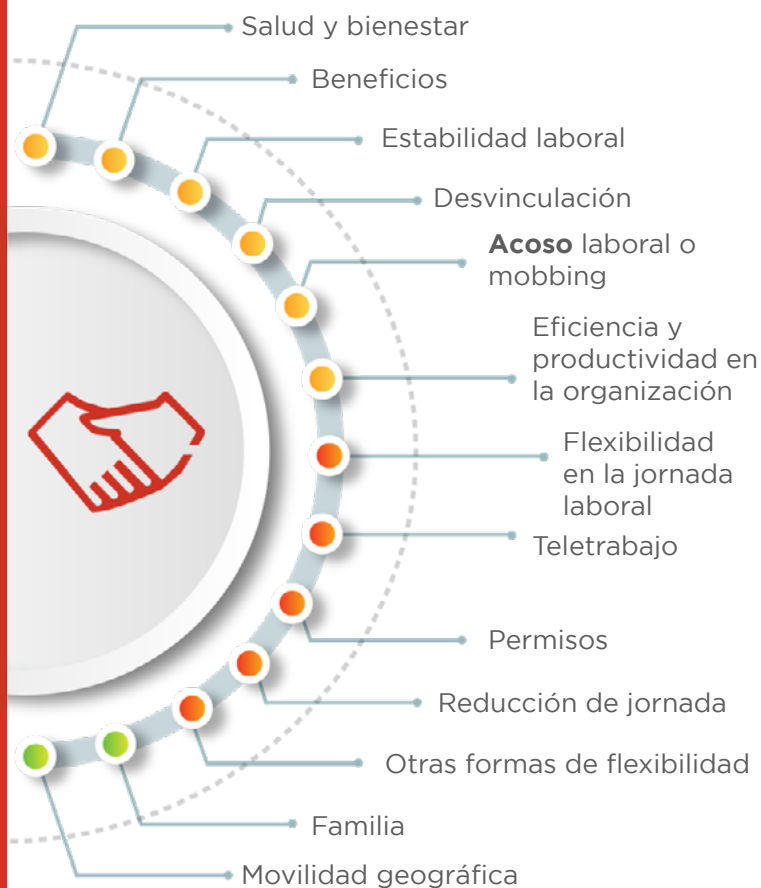 Salud y bienestar
Beneficios
Estabilidad laboral
Desvinculación
Acoso laboral o
mobbing
Eficiencia y
productividad en
la organización
Flexibilidad
en la jornada
laboral
Teletrabajo
Permisos
Reducción de jornada
Otras formas de flexibilidad
Familia
Movilidad geográfica